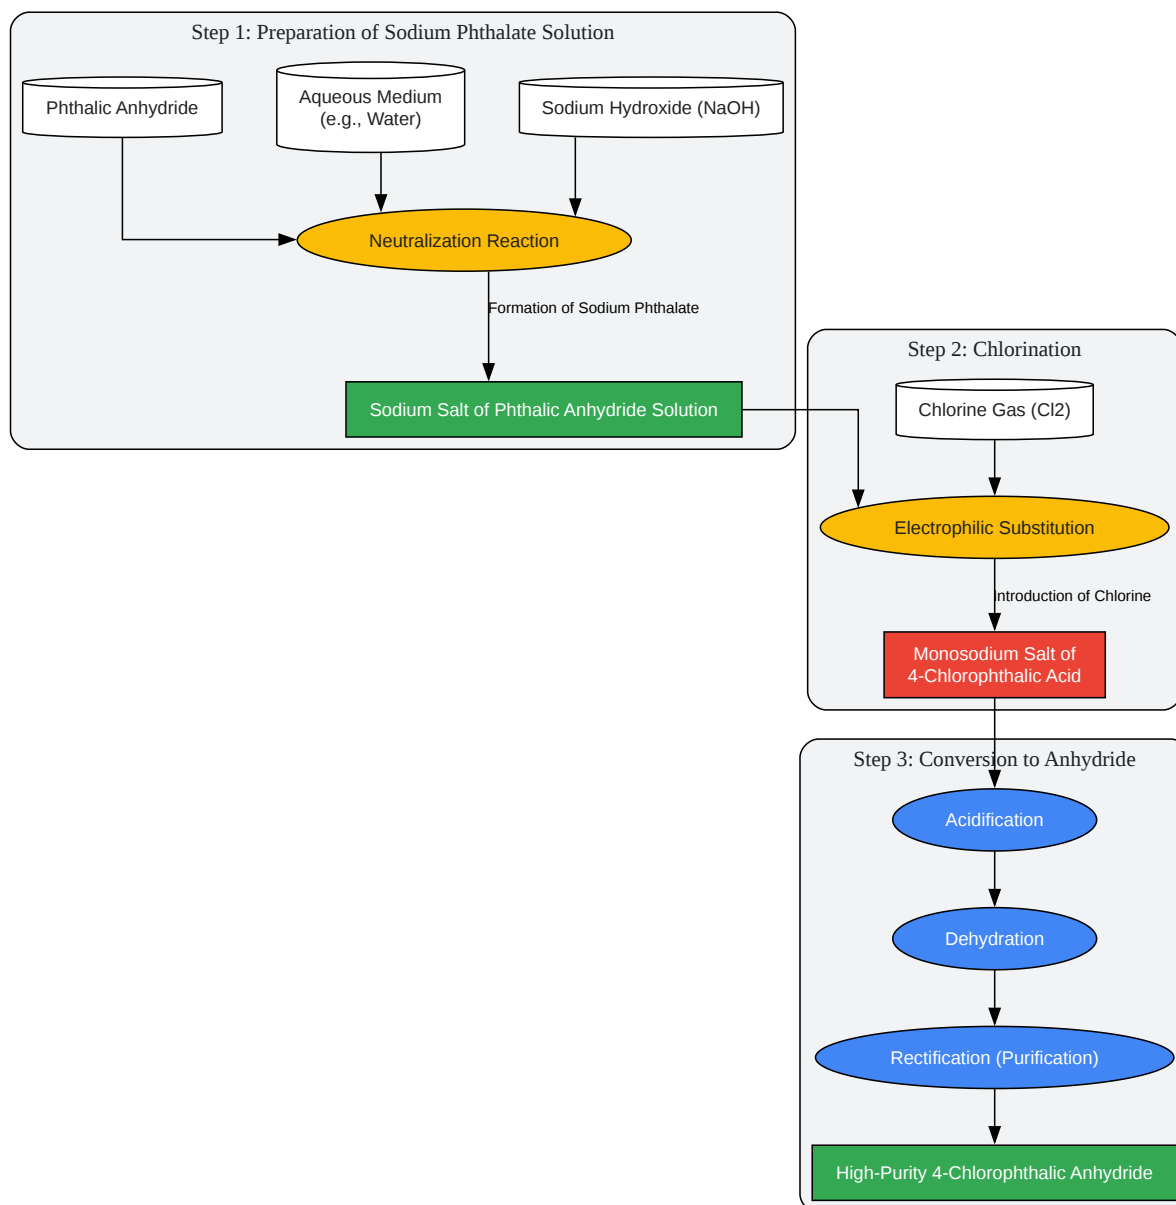 Step 1: Preparation of Sodium Phthalate Solution
Phthalic Anhydride
Aqueous Medium
(e.g., Water)
Sodium Hydroxide (NaOH)
Neutralization Reaction
Formation of Sodium Phthalate
Sodium Salt of Phthalic Anhydride Solution
Step 2: Chlorination
Chlorine Gas (Cl2)
Electrophilic Substitution
Introduction of Chlorine
Monosodium Salt of
4-Chlorophthalic Acid
Step 3: Conversion to Anhydride
Acidification
Dehydration
Rectification (Purification)
High-Purity 4-Chlorophthalic Anhydride